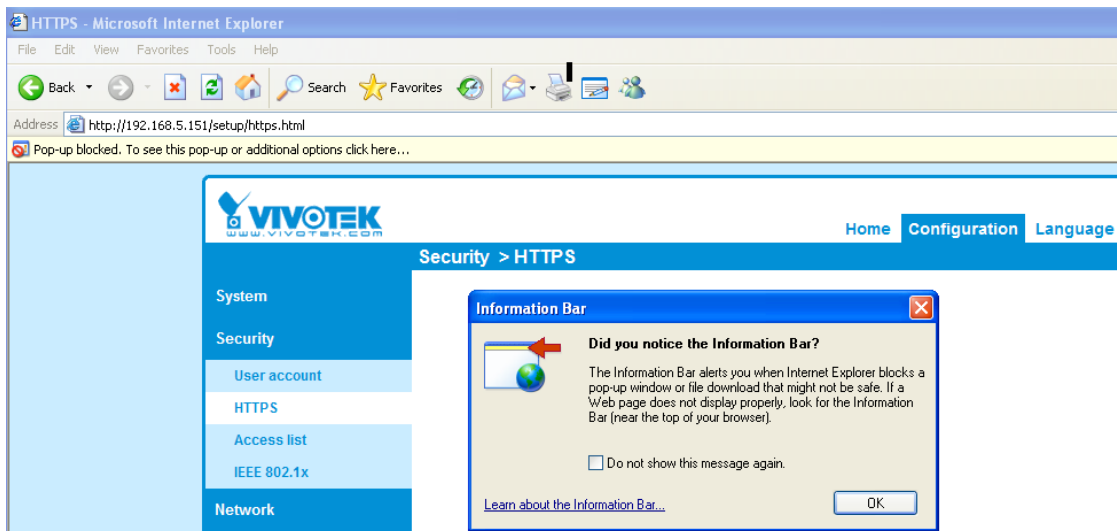 HTTPS - Microsoft Internet Explorer
File Edit View Favorites Tools Help
Back Search Favorites
Address http://192.168.5.151/setup/https.html
Pop-up blocked. To see this pop-up or additional options click here...
VIVOTEK
www.vivotek.com
Home Configuration Language
Security > HTTPS
System
Security
User account
HTTPS
Access list
IEEE 802.1x
Network
Information Bar
Did you notice the Information Bar?
The Information Bar alerts you when Internet Explorer blocks a
pop-up window or file download that might not be safe. If a
Web page does not display properly, look for the Information
Bar (near the top of your browser).
Do not show this message again.
Learn about the Information Bar...
OK